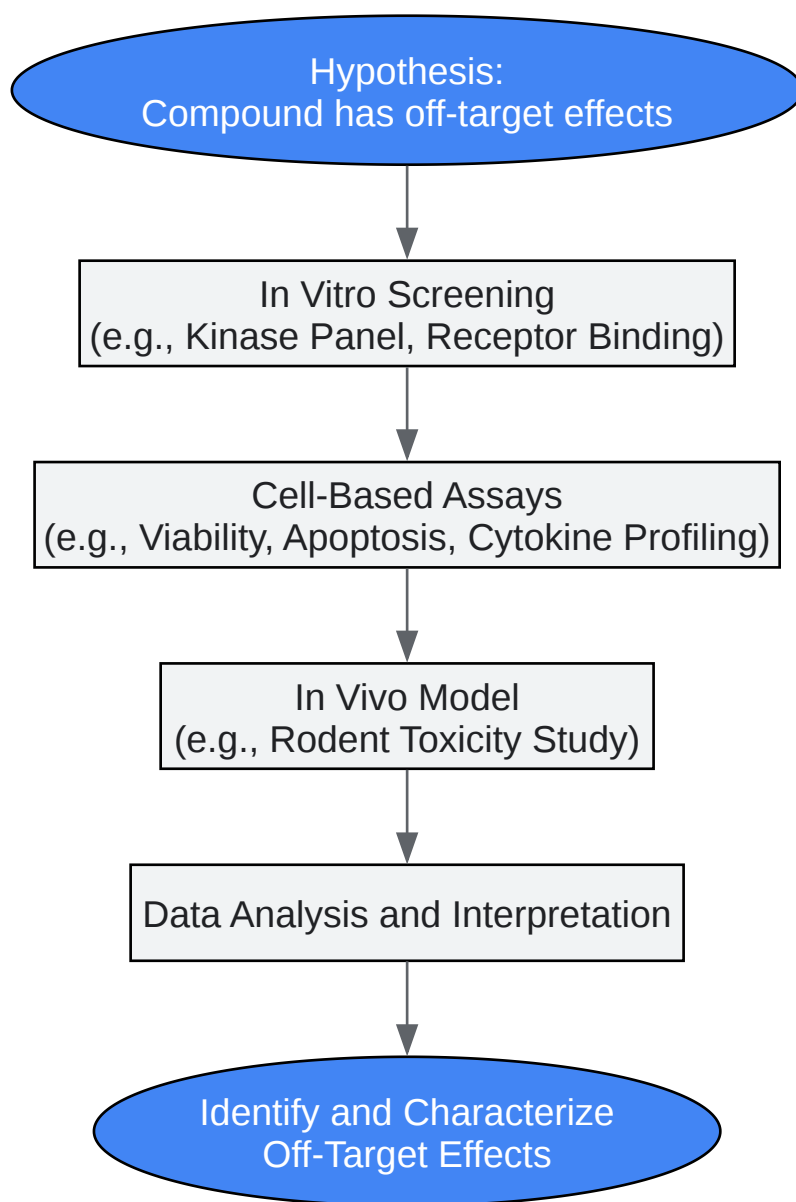 Hypothesis:
Compound has off-target effects
In Vitro Screening
(e.g., Kinase Panel, Receptor Binding)
Cell-Based Assays
(e.g., Viability, Apoptosis, Cytokine Profiling)
In Vivo Model
(e.g., Rodent Toxicity Study)
Data Analysis and Interpretation
Identify and Characterize
Off-Target Effects